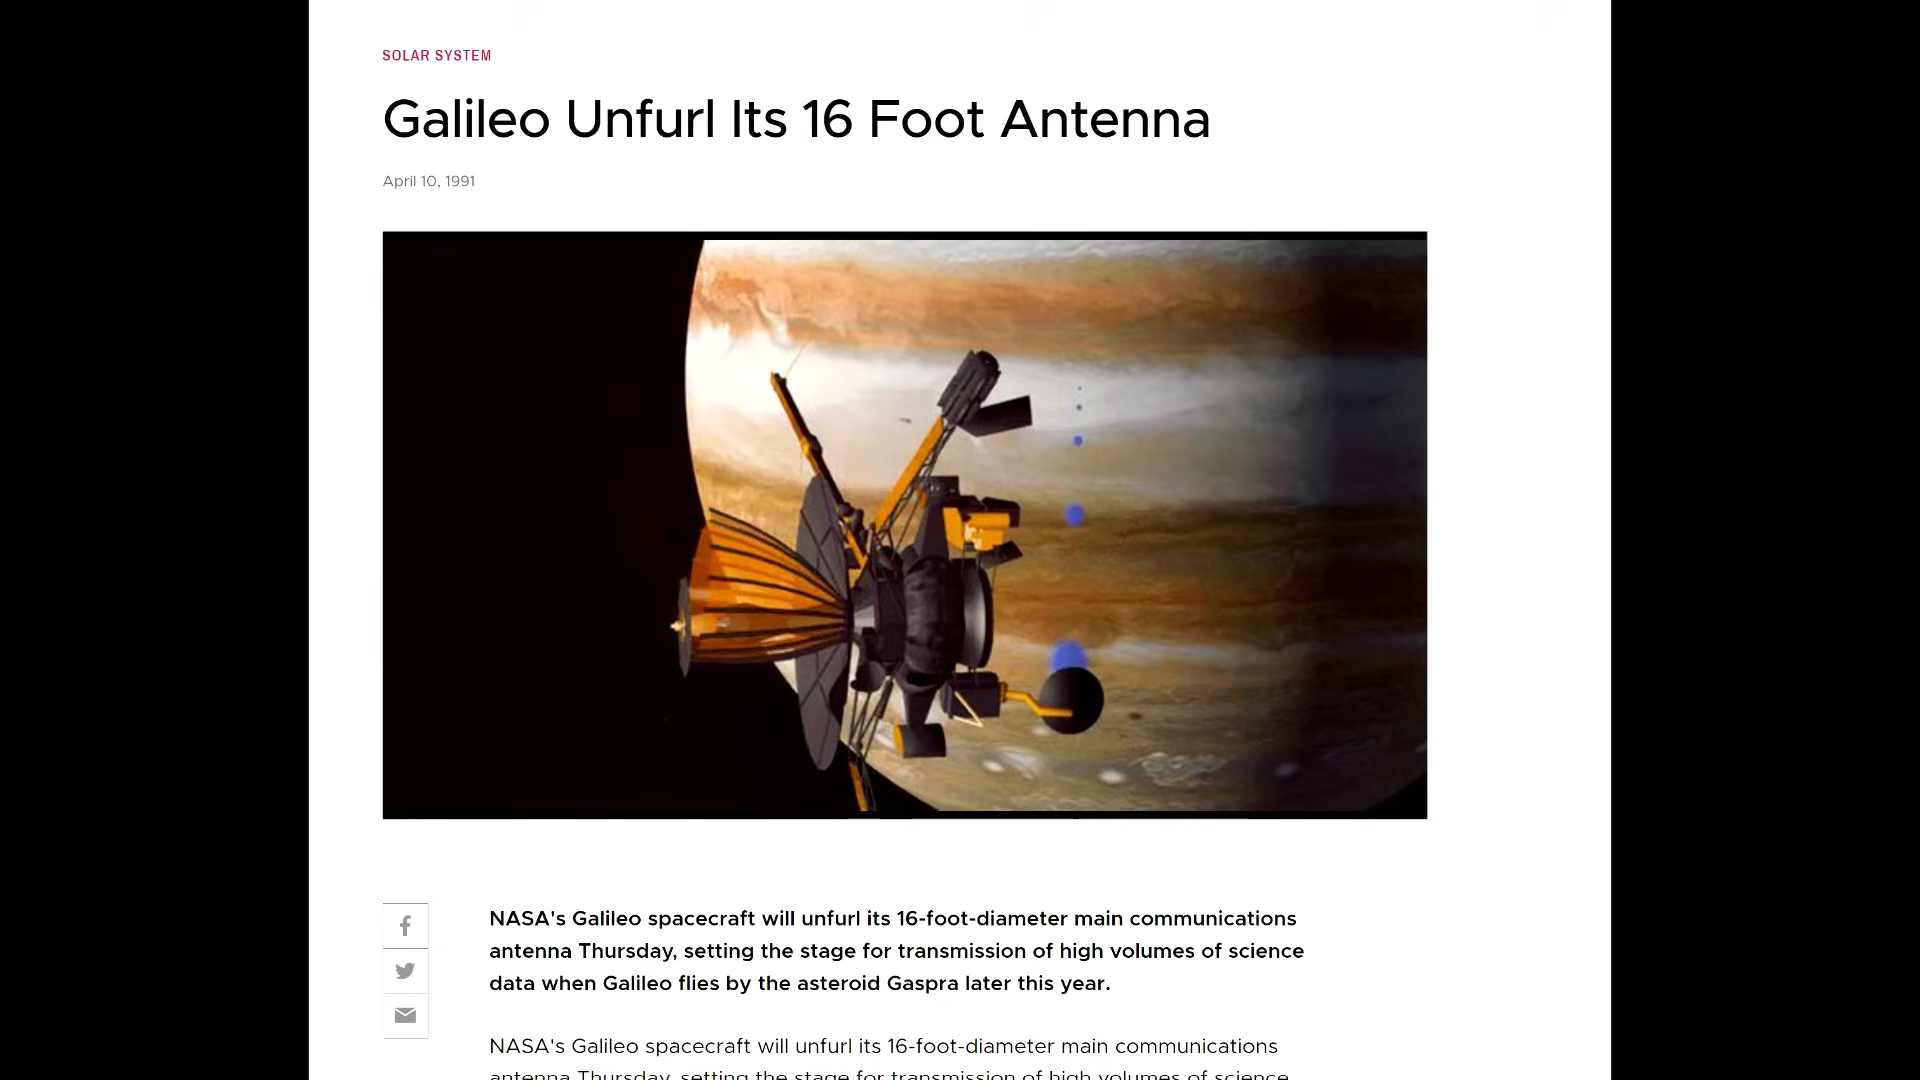 SOLAR SYSTEM
Galileo Unfurl Its 16 Foot Antenna
April 10, 1991
NASA's Galileo spacecraft will unfurl its 16-foot-diameter main communications
antenna Thursday, setting the stage for transmission of high volumes of science
data when Galileo flies by the asteroid Gaspra later this year.
NASA's Galileo spacecraft will unfurl its 16-foot-diameter main communications
antenna Thursday, setting the stage for transmission of high volumes of science